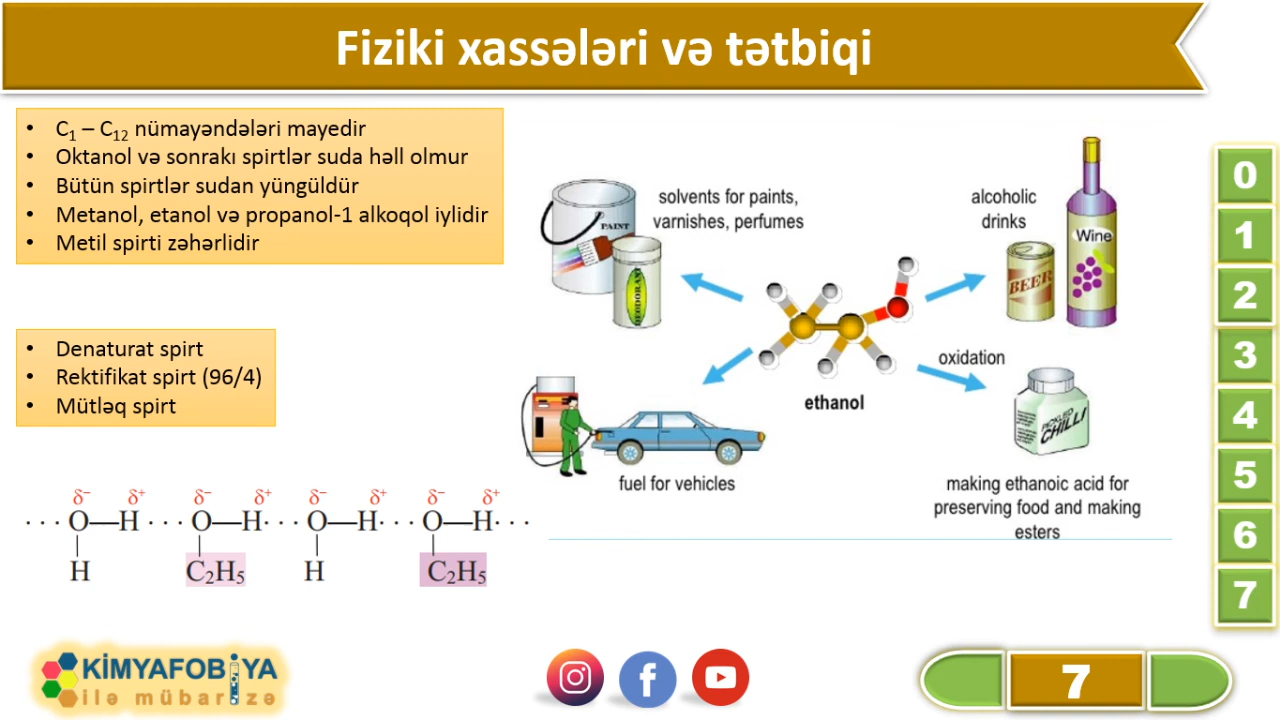 Fiziki xassələri və tətbiqi
• C₁ – C₁₂ nümayəndələri mayedir
• Oktanol və sonrakı spirtlər suda həll olmur
• Bütün spirtlər sudan yüngüldür
• Metanol, etanol və propanol-1 alkoqol iylidir
• Metil spirti zəhərlidir
• Denaturat spirt
• Rektifikat spirt (96/4)
• Mütləq spirt
δ⁻ δ⁺ δ⁻ δ⁺ δ⁻ δ⁺ δ⁻ δ⁺
· · · O—H · · · O—H · · · O—H · · · O—H · · ·
H C₂H₅ H C₂H₅
solvents for paints,
varnishes, perfumes
PAINT
alcoholic
drinks
Wine
BEER
ethanol
oxidation
fuel for vehicles
PICKLED
CHILLI
making ethanoic acid for
preserving food and making
esters
0
1
2
3
4
5
6
7
KİMYAFOBİYA
ilə mübarizə
7